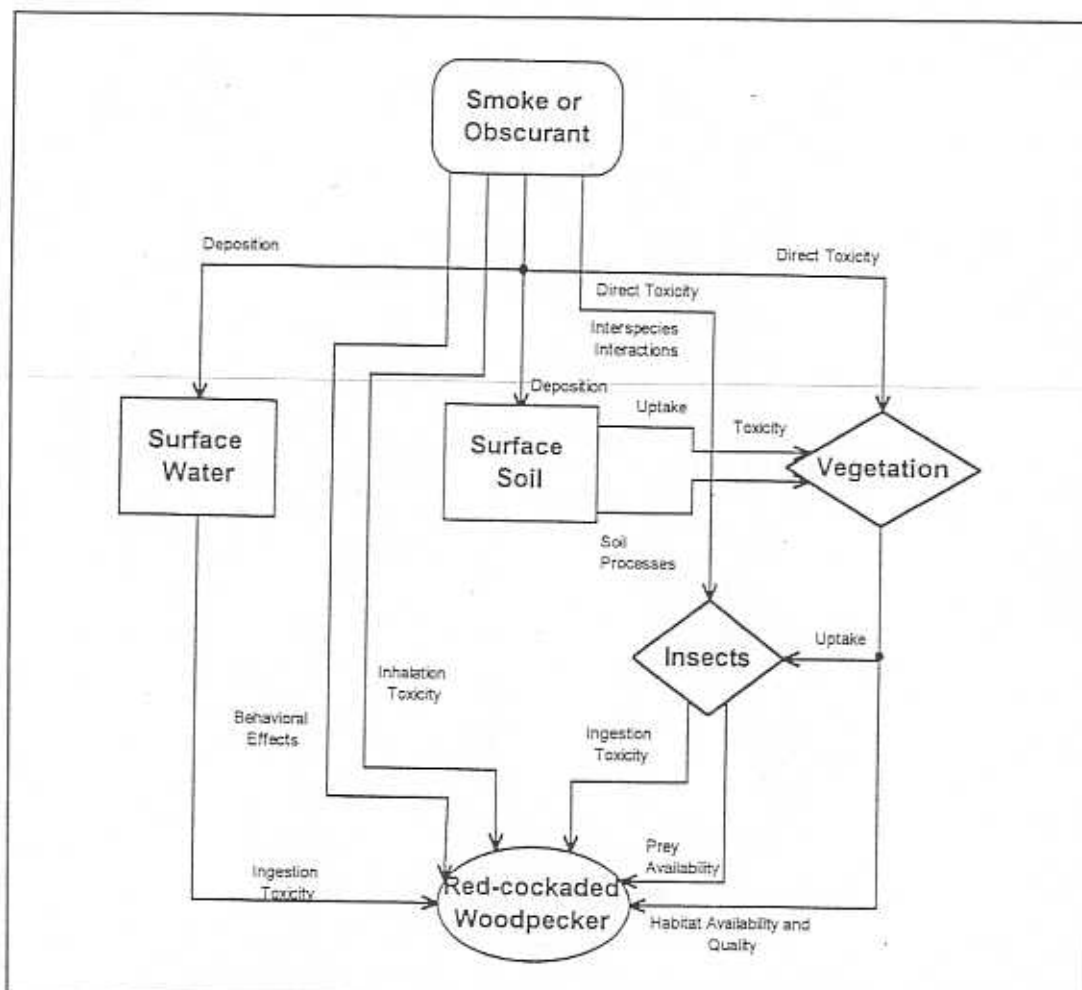 Smoke or
Obscurant
Deposition
Direct Toxicity
Direct Toxicity
Interspecies
Interactions
Deposition
Uptake
Toxicity
Surface
Water
Surface
Soil
Vegetation
Soil
Processes
Insects
Uptake
Inhalation
Toxicity
Behavioral
Effects
Ingestion
Toxicity
Prey
Availability
Ingestion
Toxicity
Red-cockaded
Woodpecker
Habitat Availability and
Quality